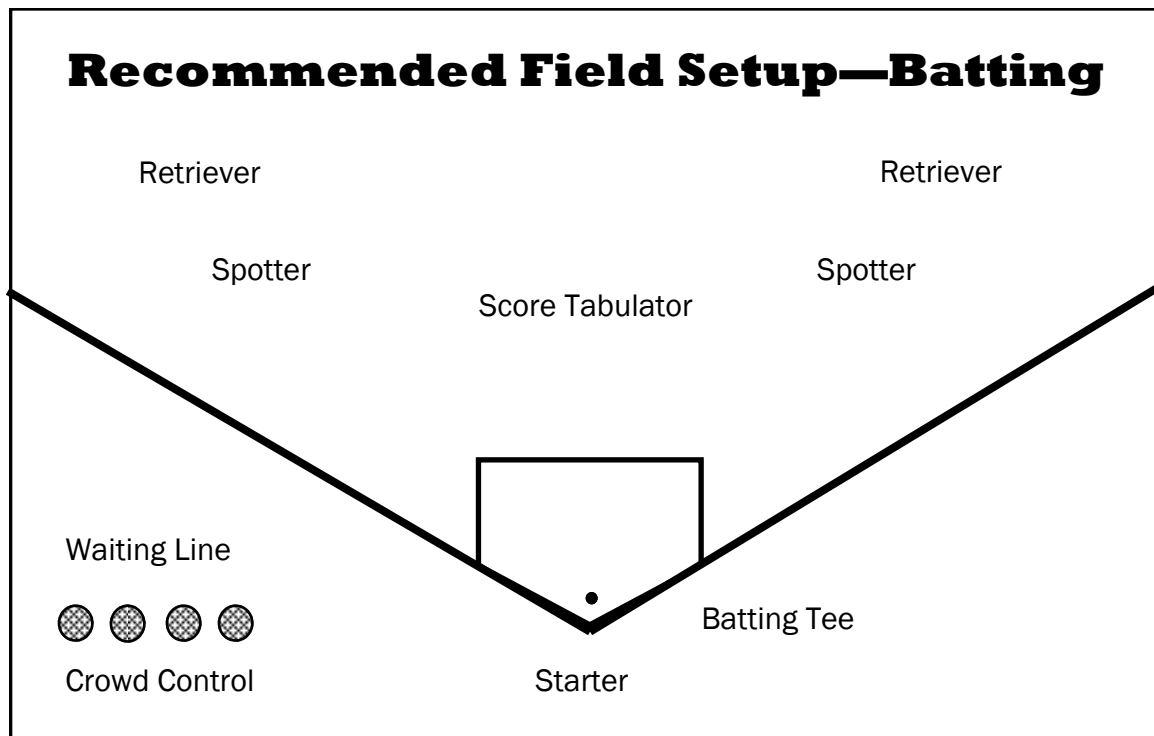 Recommended Field Setup—Batting
Retriever
Retriever
Spotter
Spotter
Score Tabulator
Waiting Line
Batting Tee
Crowd Control
Starter